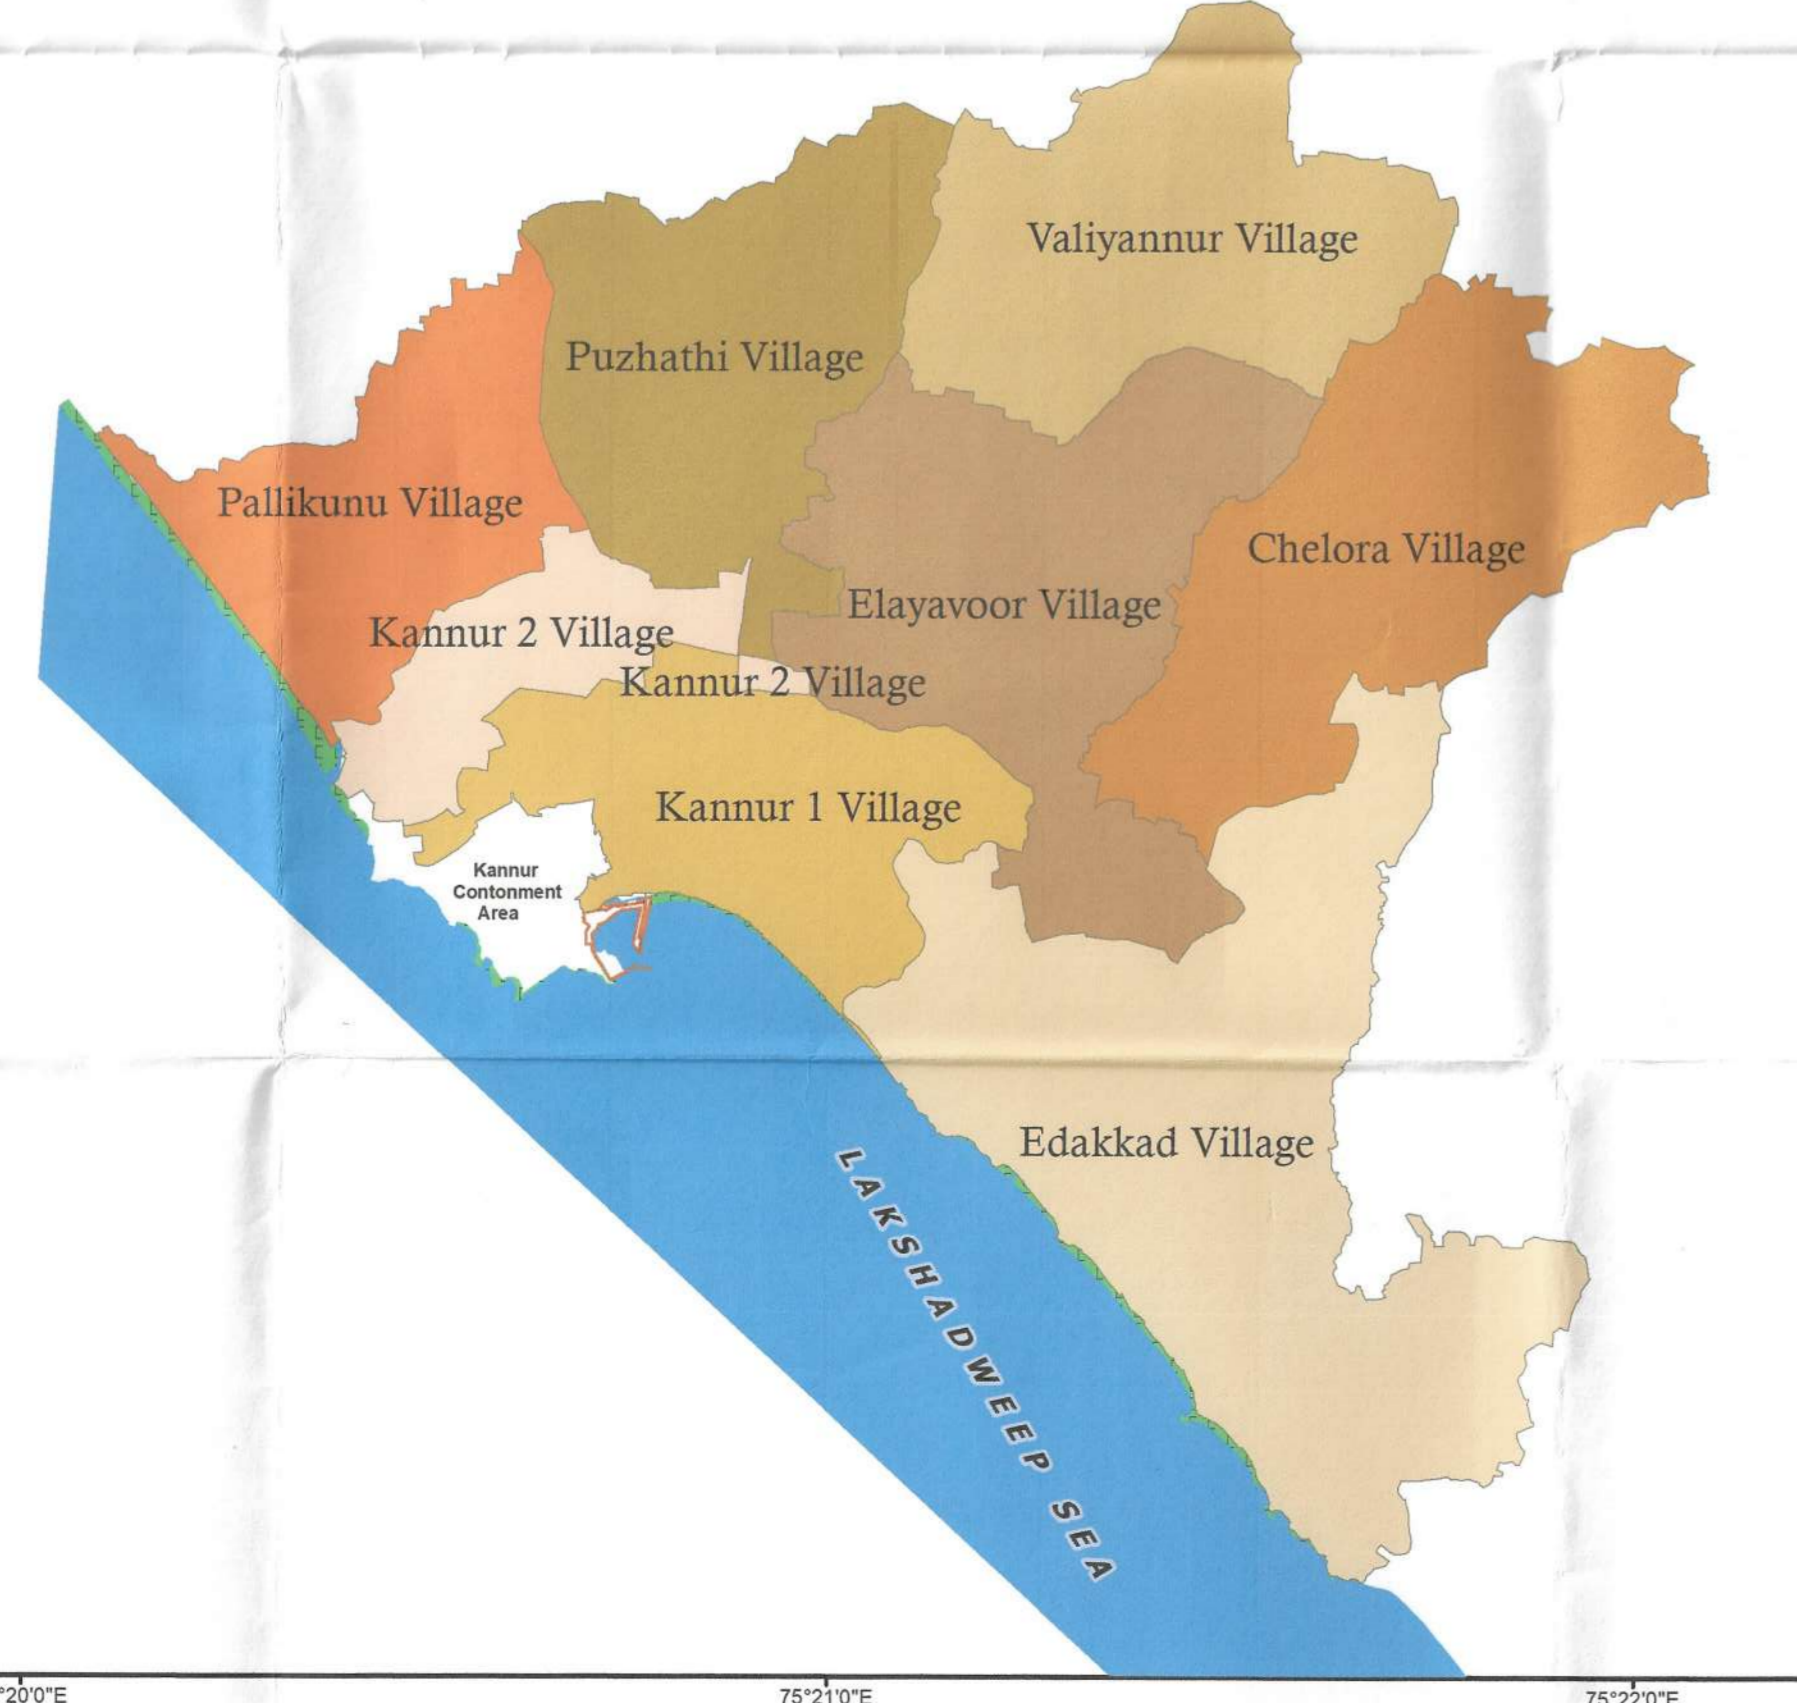 Valiyannur Village
Puzhathi Village
Pallikunu Village
Chelora Village
Elayavoor Village
Kannur 2 Village
Kannur 2 Village
Kannur 1 Village
Kannur
Contonment
Area
Edakkad Village
LAKSHADWEEP SEA
°20'0"E
75°21'0"E
75°22'0"E